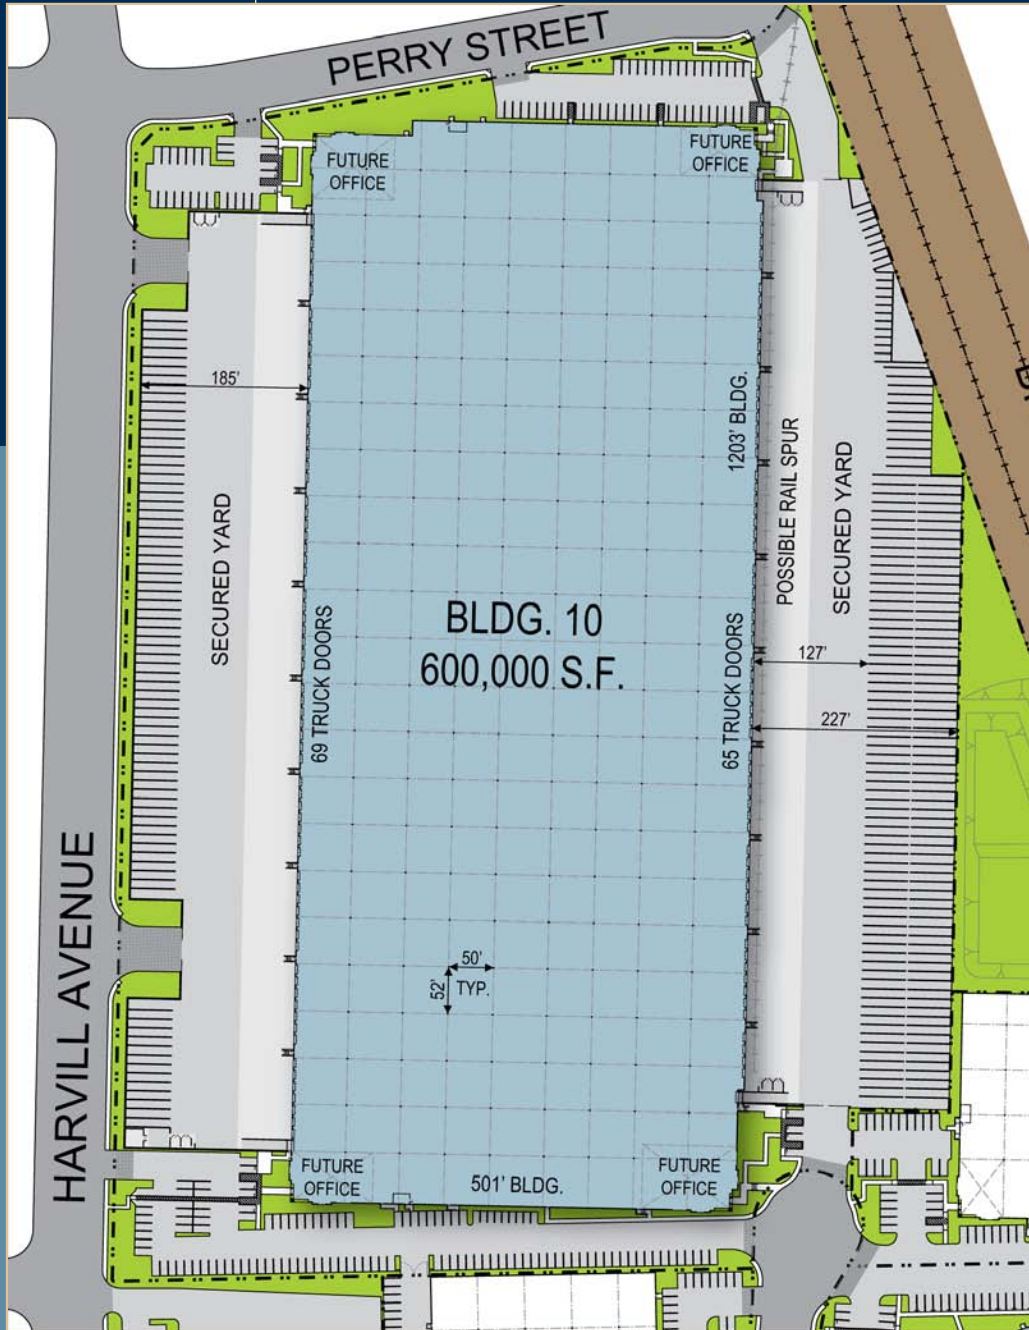 PERRY STREET
FUTURE
OFFICE
FUTURE
OFFICE
185'
1203' BLDG.
POSSIBLE RAIL SPUR
SECURED YARD
SECURED YARD
BLDG. 10
600,000 S.F.
69 TRUCK DOORS
65 TRUCK DOORS
127'
227'
HARVILL AVENUE
50'
52'
TYP.
FUTURE
OFFICE
501' BLDG.
FUTURE
OFFICE